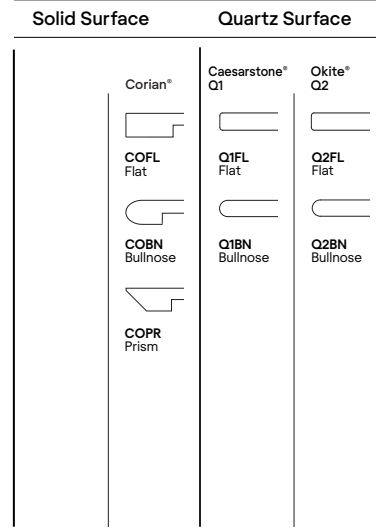 Solid Surface
Quartz Surface
Corian®
Caesarstone®
Q1
Okite®
Q2
COFL
Flat
Q1FL
Flat
Q2FL
Flat
COBN
Bullnose
Q1BN
Bullnose
Q2BN
Bullnose
COPR
Prism